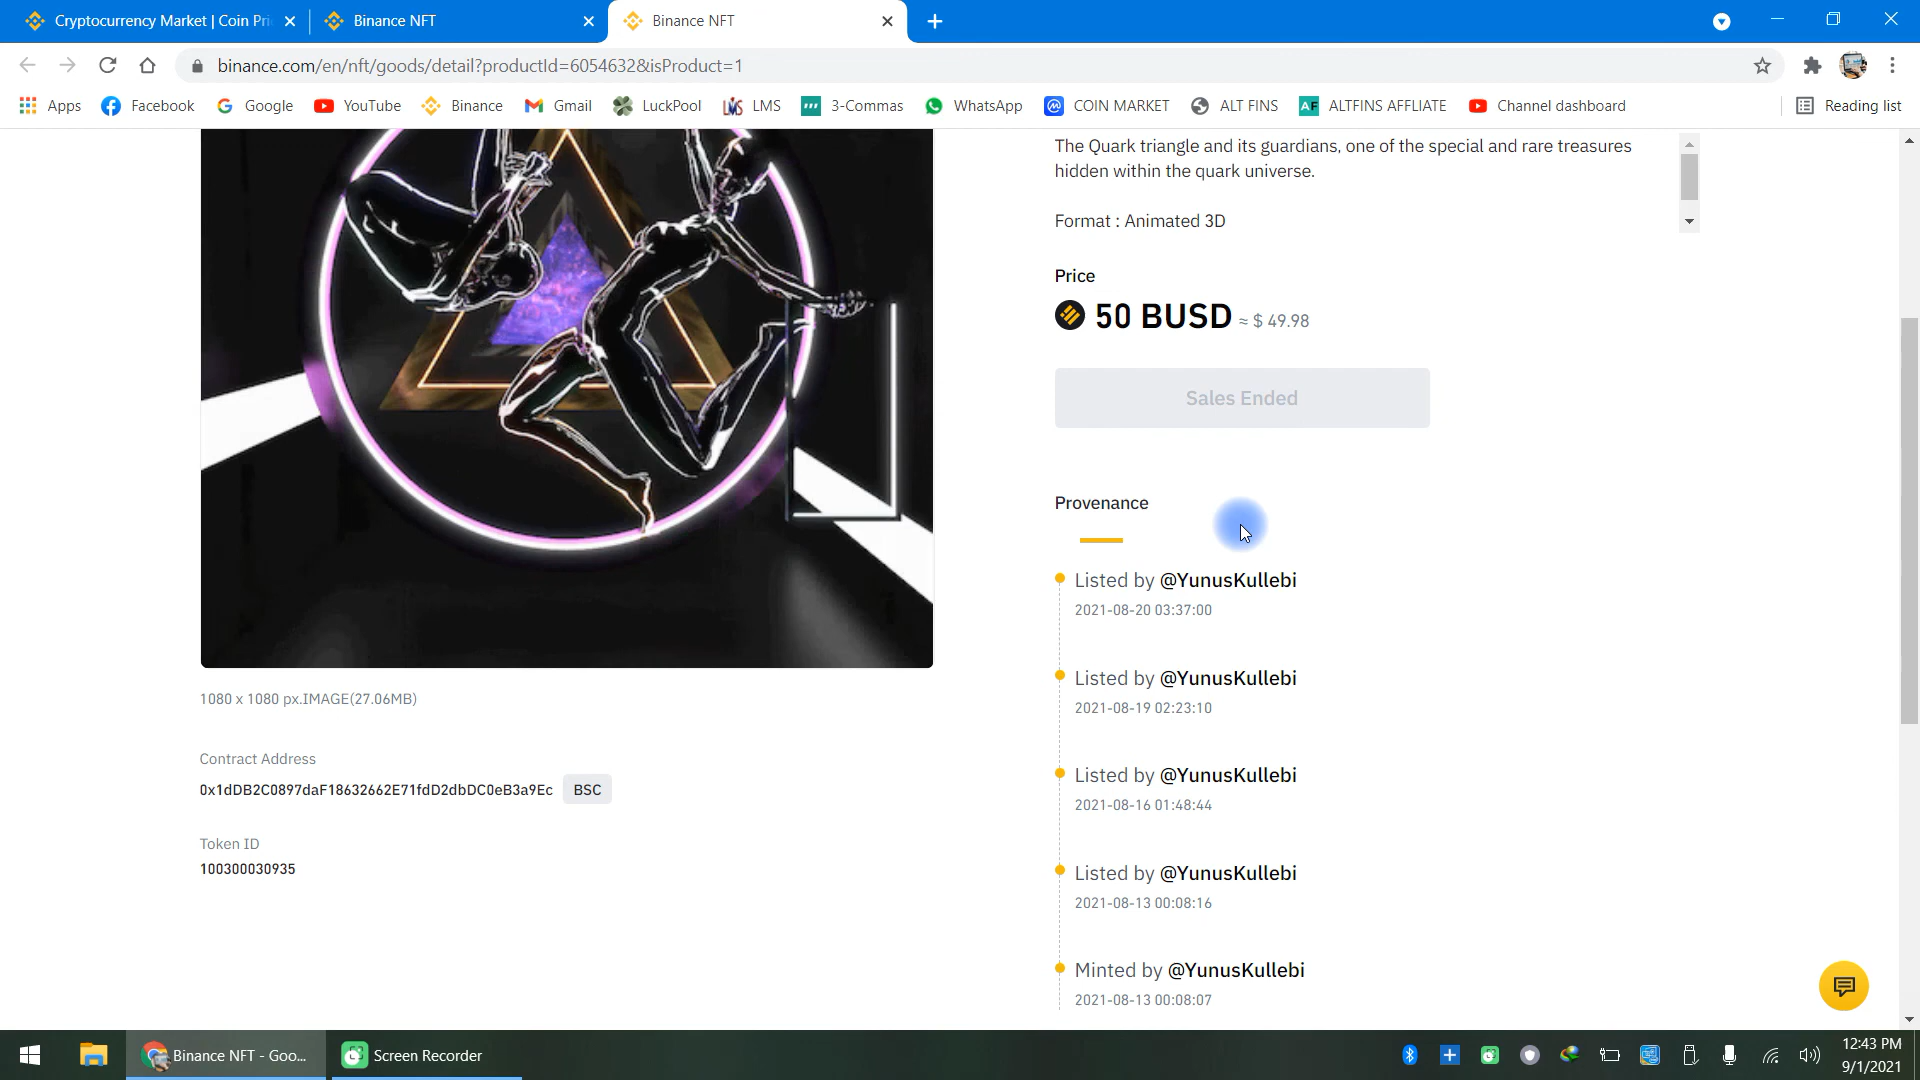 Cryptocurrency Market | Coin Pri
Binance NFT
Binance NFT
binance.com/en/nft/goods/detail?productId=6054632&isProduct=1
Apps
Facebook
Google
YouTube
Binance
Gmail
LuckPool
LMS
3-Commas
WhatsApp
COIN MARKET
ALT FINS
AF
ALTFINS AFFLIATE
Channel dashboard
Reading list
The Quark triangle and its guardians, one of the special and rare treasures
hidden within the quark universe.
Format : Animated 3D
Price
50 BUSD ≈ $ 49.98
Sales Ended
Provenance
Listed by @YunusKullebi
2021-08-20 03:37:00
Listed by @YunusKullebi
2021-08-19 02:23:10
Listed by @YunusKullebi
2021-08-16 01:48:44
Listed by @YunusKullebi
2021-08-13 00:08:16
Minted by @YunusKullebi
2021-08-13 00:08:07
1080 x 1080 px.IMAGE(27.06MB)
Contract Address
0x1dDB2C0897daF18632662E71fdD2dbDC0eB3a9Ec BSC
Token ID
100300030935
Binance NFT - Goo...
Screen Recorder
12:43 PM
9/1/2021